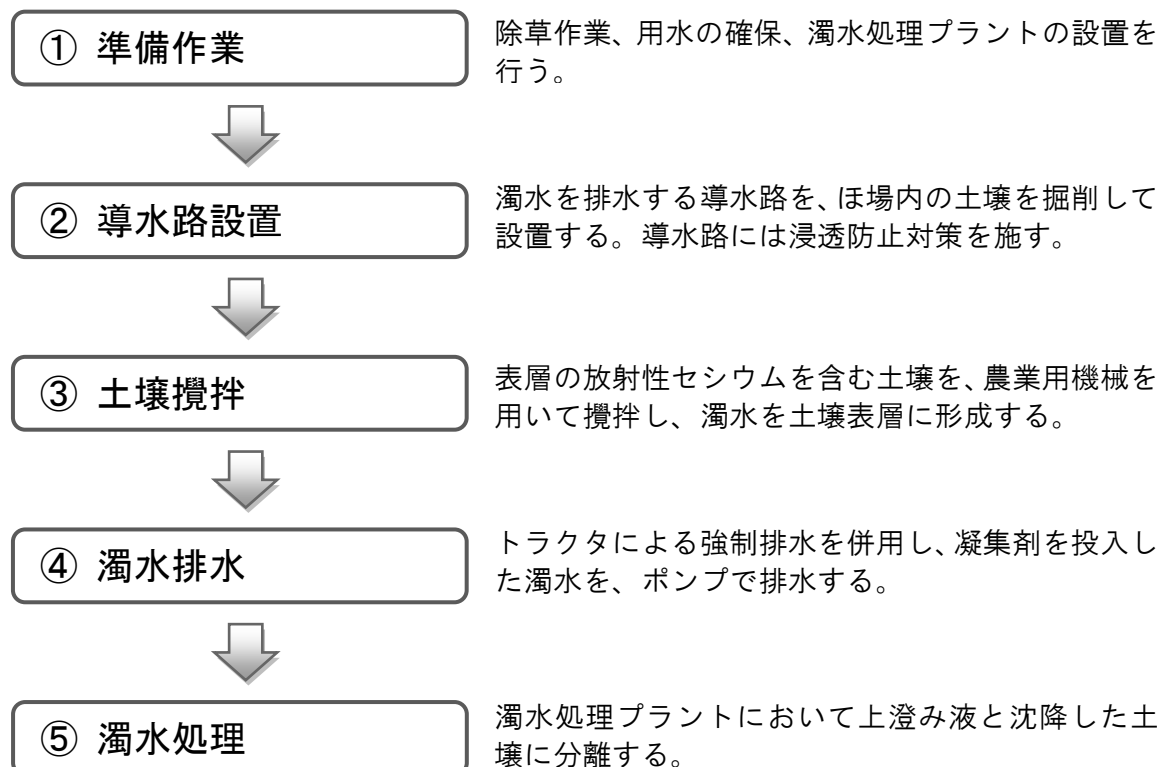 ① 準備作業
除草作業、用水の確保、濁水処理プラントの設置を
行う。
② 導水路設置
濁水を排水する導水路を、ほ場内の土壌を掘削して
設置する。導水路には浸透防止対策を施す。
③ 土壌攪拌
表層の放射性セシウムを含む土壌を、農業用機械を
用いて攪拌し、濁水を土壌表層に形成する。
④ 濁水排水
トラクタによる強制排水を併用し、凝集剤を投入し
た濁水を、ポンプで排水する。
⑤ 濁水処理
濁水処理プラントにおいて上澄み液と沈降した土
壌に分離する。